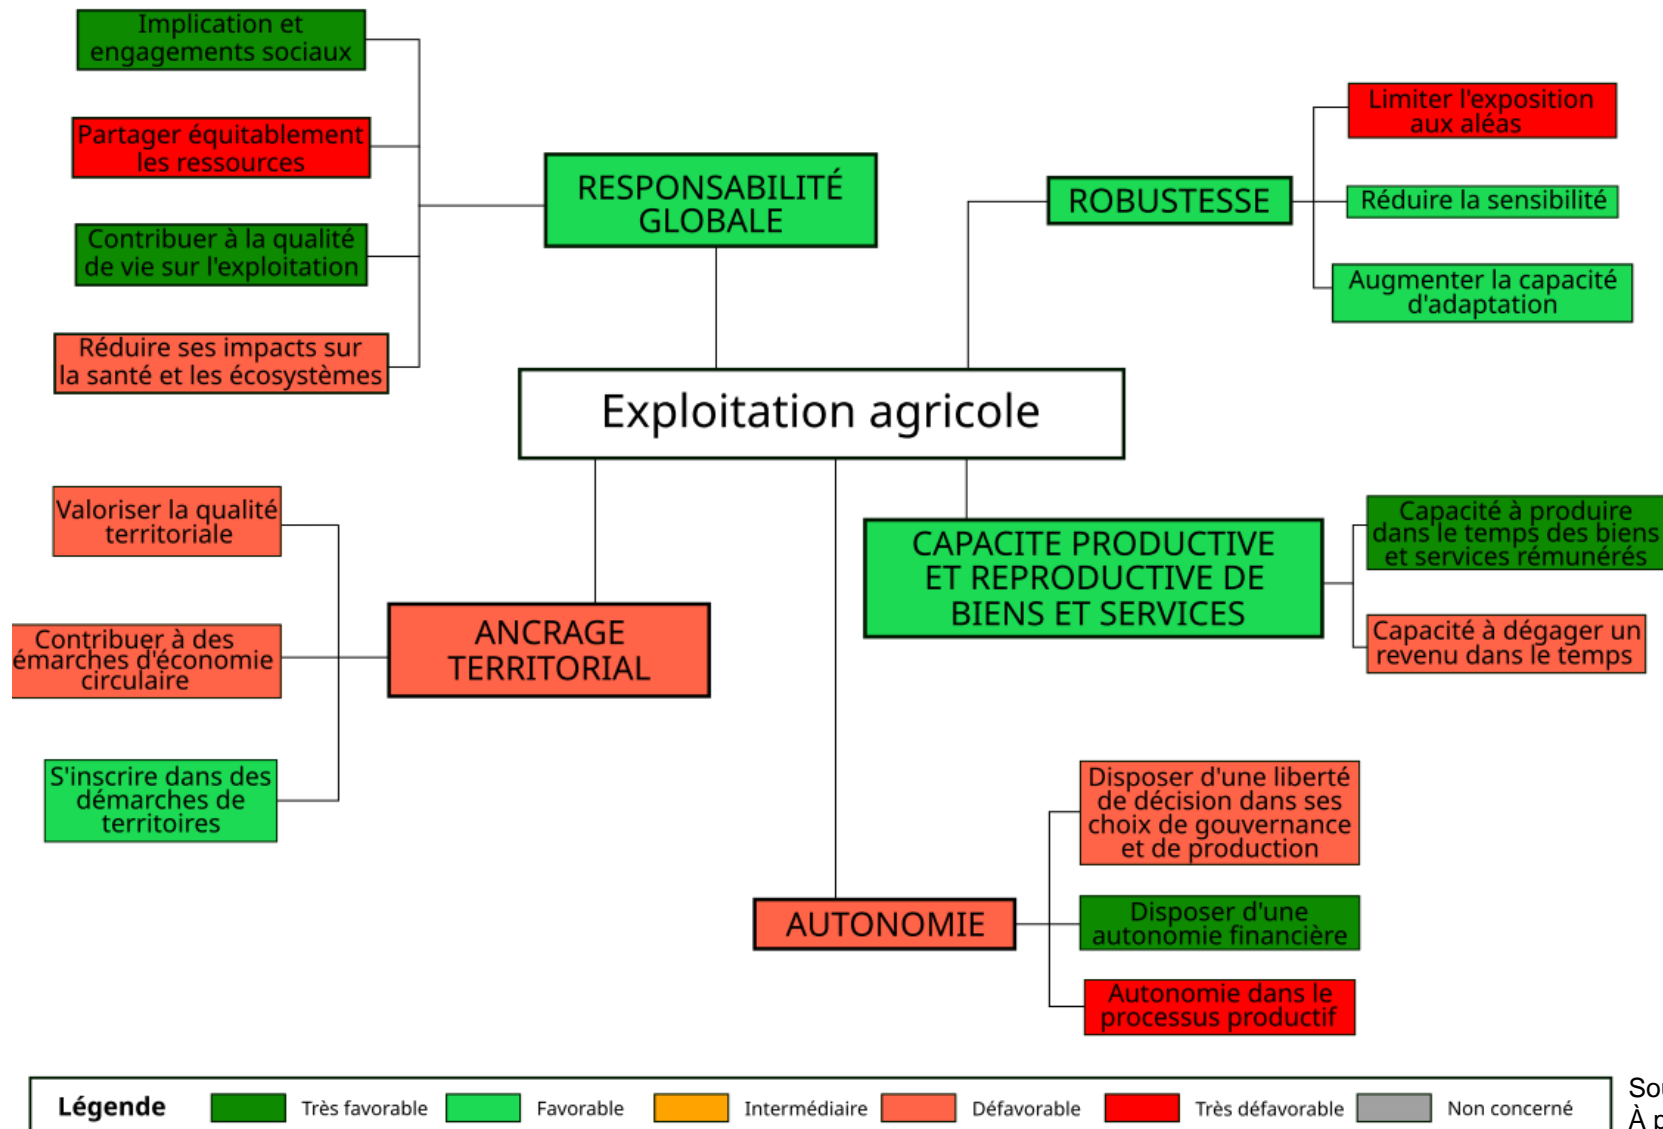 Implication et
engagements sociaux
Partager équitablement
les ressources
Contribuer à la qualité
de vie sur l'exploitation
Réduire ses impacts sur
la santé et les écosystèmes
RESPONSABILITÉ
GLOBALE
ROBUSTESSE
Limiter l'exposition
aux aléas
Réduire la sensibilité
Augmenter la capacité
d'adaptation
Exploitation agricole
Valoriser la qualité
territoriale
Contribuer à des
émarches d'économie
circulaire
S'inscrire dans des
démarches de
territoires
ANCRAGE
TERRITORIAL
CAPACITE PRODUCTIVE
ET REPRODUCTIVE DE
BIENS ET SERVICES
Capacité à produire
dans le temps des biens
et services rémunérés
Capacité à dégager un
revenu dans le temps
AUTONOMIE
Disposer d'une liberté
de décision dans ses
choix de gouvernance
et de production
Disposer d'une
autonomie financière
Autonomie dans le
processus productif
Légende
Très favorable
Favorable
Intermédiaire
Défavorable
Très défavorable
Non concerné
Sou
À p